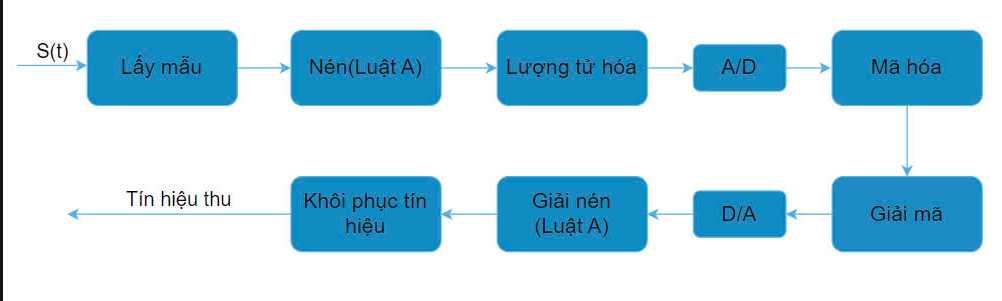 S(t)
Lấy mẫu
Nén(Luật A)
Lượng tử hóa
A/D
Mã hóa
Tín hiệu thu
Khôi phục tín
hiệu
Giải nén
(Luật A)
D/A
Giải mã